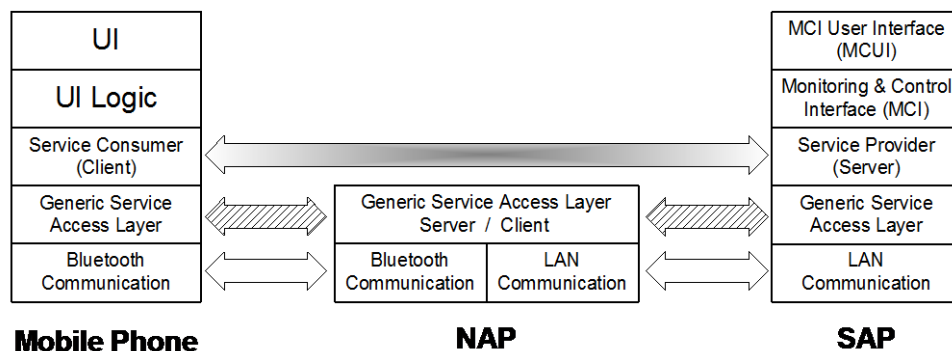 UI
UI Logic
Service Consumer
(Client)
Generic Service
Access Layer
Bluetooth
Communication
Mobile Phone
Generic Service Access Layer
Server / Client
Bluetooth
Communication
LAN
Communication
NAP
MCI User Interface
(MCUI)
Monitoring & Control
Interface (MCI)
Service Provider
(Server)
Generic Service
Access Layer
LAN
Communication
SAP